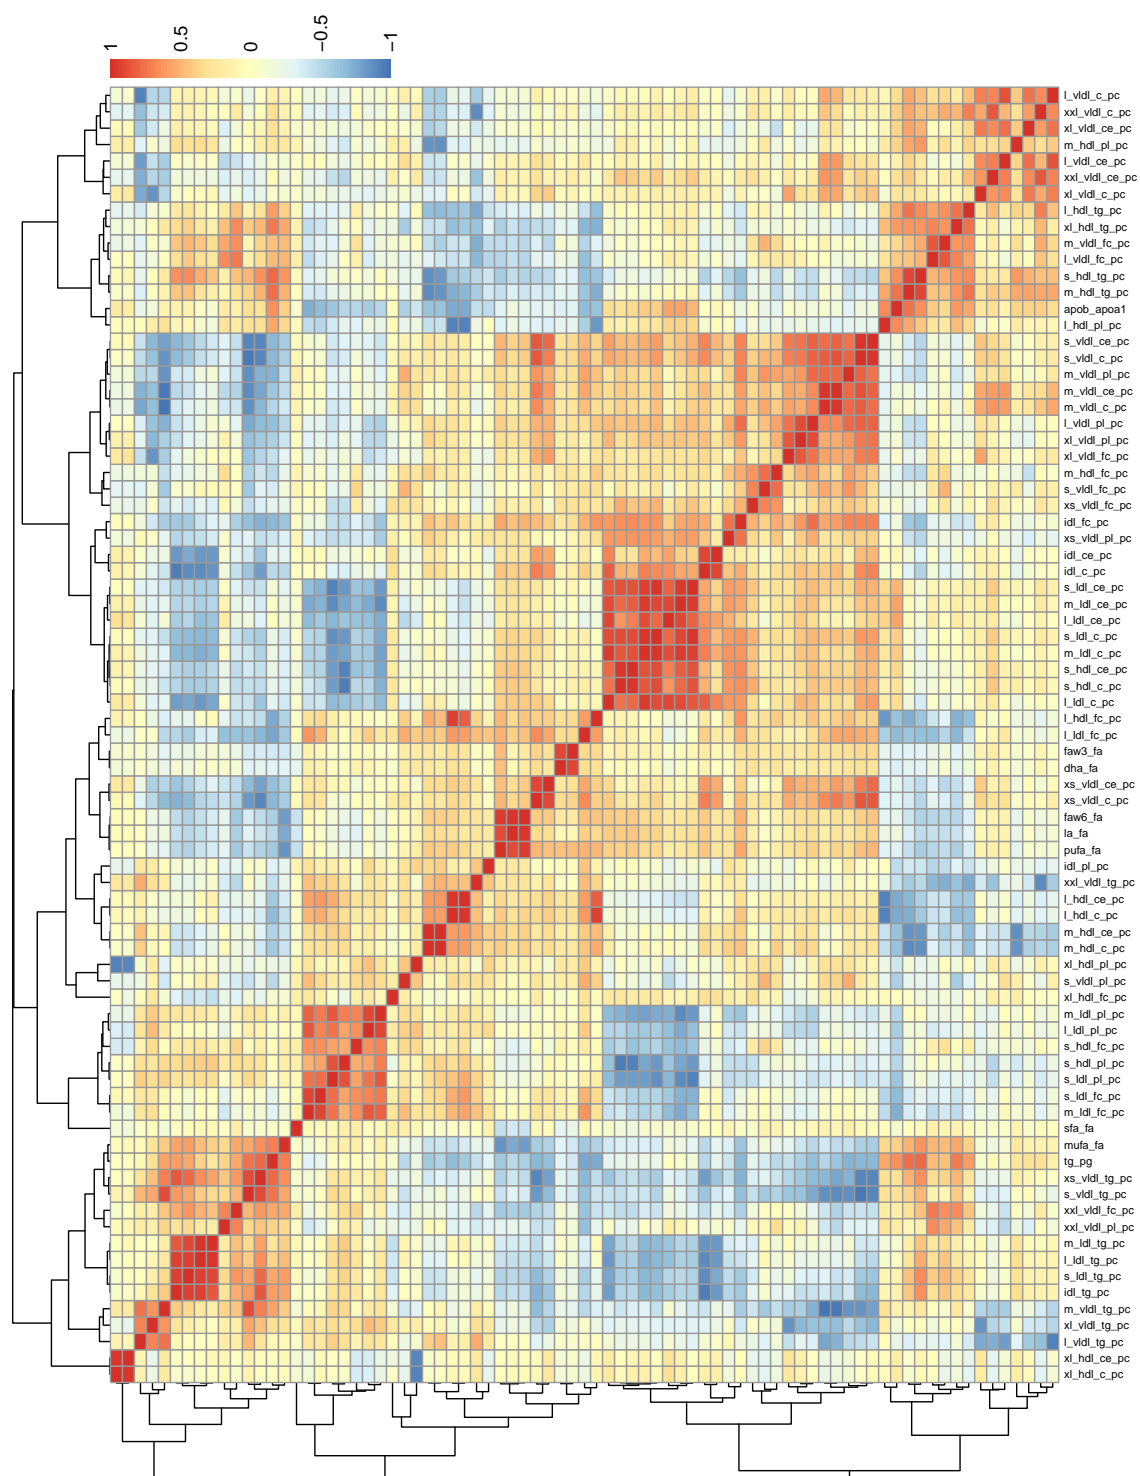 1
0.5
0
−0.5
−1
l_vldl_c_pc
xxl_vldl_c_pc
xl_vldl_ce_pc
m_hdl_pl_pc
l_vldl_ce_pc
xxl_vldl_ce_pc
xl_vldl_c_pc
l_hdl_tg_pc
xl_hdl_tg_pc
m_vldl_fc_pc
l_vldl_fc_pc
s_hdl_tg_pc
m_hdl_tg_pc
apob_apoa1
l_hdl_pl_pc
s_vldl_ce_pc
s_vldl_c_pc
m_vldl_pl_pc
m_vldl_ce_pc
m_vldl_c_pc
l_vldl_pl_pc
xl_vldl_pl_pc
xl_vldl_fc_pc
m_hdl_fc_pc
s_vldl_fc_pc
xs_vldl_fc_pc
idl_fc_pc
xs_vldl_pl_pc
idl_ce_pc
idl_c_pc
s_ldl_ce_pc
m_ldl_ce_pc
l_ldl_ce_pc
s_ldl_c_pc
m_ldl_c_pc
s_hdl_ce_pc
s_hdl_c_pc
l_ldl_c_pc
l_hdl_fc_pc
l_ldl_fc_pc
faw3_fa
dha_fa
xs_vldl_ce_pc
xs_vldl_c_pc
faw6_fa
la_fa
pufa_fa
idl_pl_pc
xxl_vldl_tg_pc
l_hdl_ce_pc
l_hdl_c_pc
m_hdl_ce_pc
m_hdl_c_pc
xl_hdl_pl_pc
s_vldl_pl_pc
xl_hdl_fc_pc
m_ldl_pl_pc
l_ldl_pl_pc
s_hdl_fc_pc
s_hdl_pl_pc
s_ldl_pl_pc
s_ldl_fc_pc
m_ldl_fc_pc
sfa_fa
mufa_fa
tg_pg
xs_vldl_tg_pc
s_vldl_tg_pc
xxl_vldl_fc_pc
xxl_vldl_pl_pc
m_ldl_tg_pc
l_ldl_tg_pc
s_ldl_tg_pc
idl_tg_pc
m_vldl_tg_pc
xl_vldl_tg_pc
l_vldl_tg_pc
xl_hdl_ce_pc
xl_hdl_c_pc